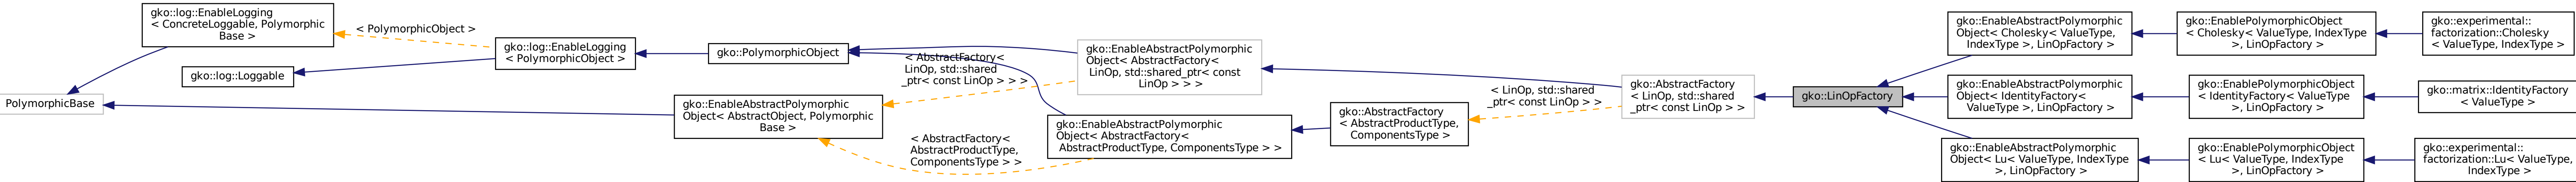 PolymorphicBase
gko::log::EnableLogging
< ConcreteLoggable, Polymorphic
Base >
gko::log::Loggable
< PolymorphicObject >
gko::log::EnableLogging
< PolymorphicObject >
gko::PolymorphicObject
gko::EnableAbstractPolymorphic
Object< AbstractObject, Polymorphic
Base >
< AbstractFactory<
LinOp, std::shared
_ptr< const LinOp > > >
< AbstractFactory<
AbstractProductType,
ComponentsType > >
gko::EnableAbstractPolymorphic
Object< AbstractFactory<
LinOp, std::shared_ptr< const
LinOp > > >
gko::EnableAbstractPolymorphic
Object< AbstractFactory<
AbstractProductType, ComponentsType > >
gko::AbstractFactory
< AbstractProductType,
ComponentsType >
< LinOp, std::shared
_ptr< const LinOp > >
gko::AbstractFactory
< LinOp, std::shared
_ptr< const LinOp > >
gko::LinOpFactory
gko::EnableAbstractPolymorphic
Object< Cholesky< ValueType,
IndexType >, LinOpFactory >
gko::EnablePolymorphicObject
< Cholesky< ValueType, IndexType
>, LinOpFactory >
gko::experimental::
factorization::Cholesky
< ValueType, IndexType >
gko::EnableAbstractPolymorphic
Object< IdentityFactory<
ValueType >, LinOpFactory >
gko::EnablePolymorphicObject
< IdentityFactory< ValueType
>, LinOpFactory >
gko::matrix::IdentityFactory
< ValueType >
gko::EnableAbstractPolymorphic
Object< Lu< ValueType, IndexType
>, LinOpFactory >
gko::EnablePolymorphicObject
< Lu< ValueType, IndexType
>, LinOpFactory >
gko::experimental::
factorization::Lu< ValueType,
IndexType >